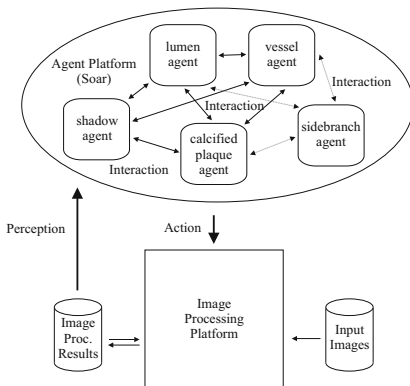 lumen
agent
vessel
agent
Agent Platform
(Soar)
Interaction
Interaction
shadow
agent
calcified
plaque
agent
sidebranch
agent
Interaction
Perception
Action
Image
Processing
Platform
Image
Proc.
Results
Input
Images